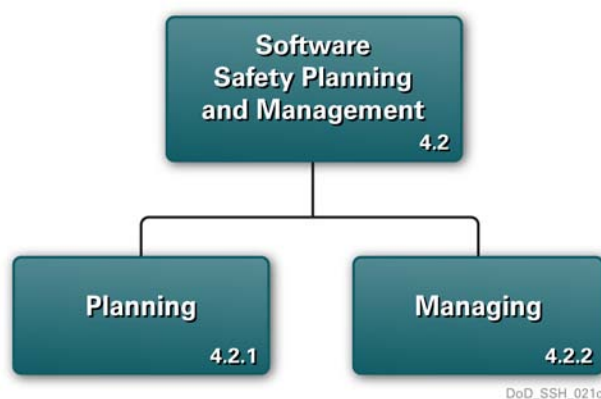 Software
Safety Planning
and Management
4.2
Planning
4.2.1
Managing
4.2.2
DoD_SSH_021c